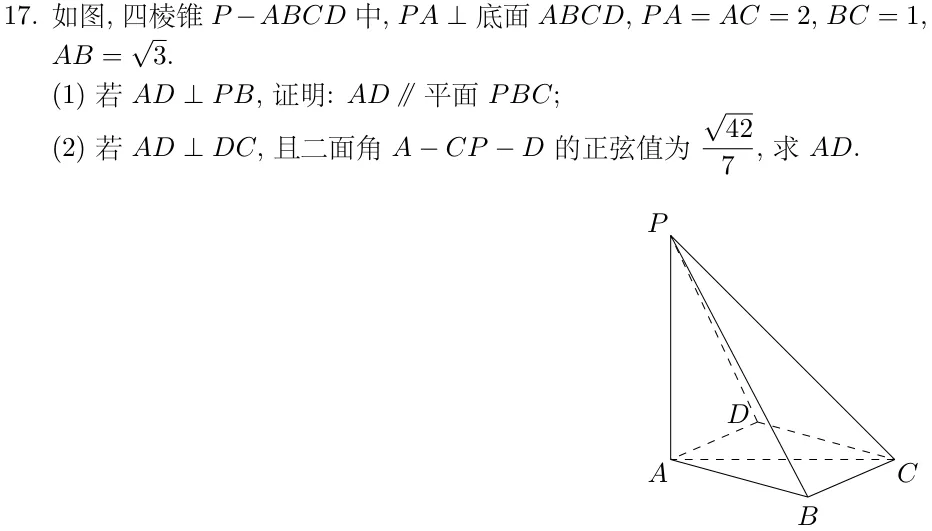 17. 如图, 四棱锥 P − ABCD 中, PA ⊥ 底面 ABCD, PA = AC = 2, BC = 1,
AB = √3.
(1) 若 AD ⊥ PB, 证明: AD ∥ 平面 PBC;
(2) 若 AD ⊥ DC, 且二面角 A − CP − D 的正弦值为 √42/7, 求 AD.
P
D
A
C
B